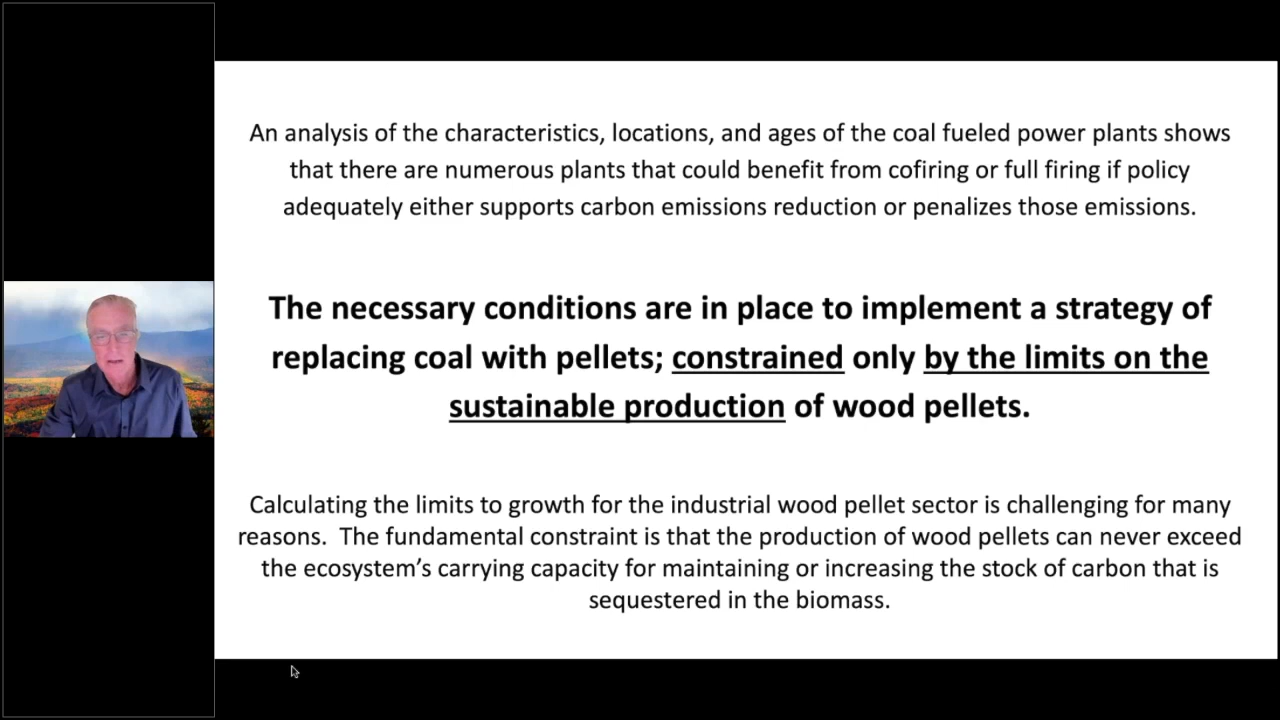 An analysis of the characteristics, locations, and ages of the coal fueled power plants shows
that there are numerous plants that could benefit from cofiring or full firing if policy
adequately either supports carbon emissions reduction or penalizes those emissions.
The necessary conditions are in place to implement a strategy of
replacing coal with pellets; constrained only by the limits on the
sustainable production of wood pellets.
Calculating the limits to growth for the industrial wood pellet sector is challenging for many
reasons.  The fundamental constraint is that the production of wood pellets can never exceed
the ecosystem’s carrying capacity for maintaining or increasing the stock of carbon that is
sequestered in the biomass.